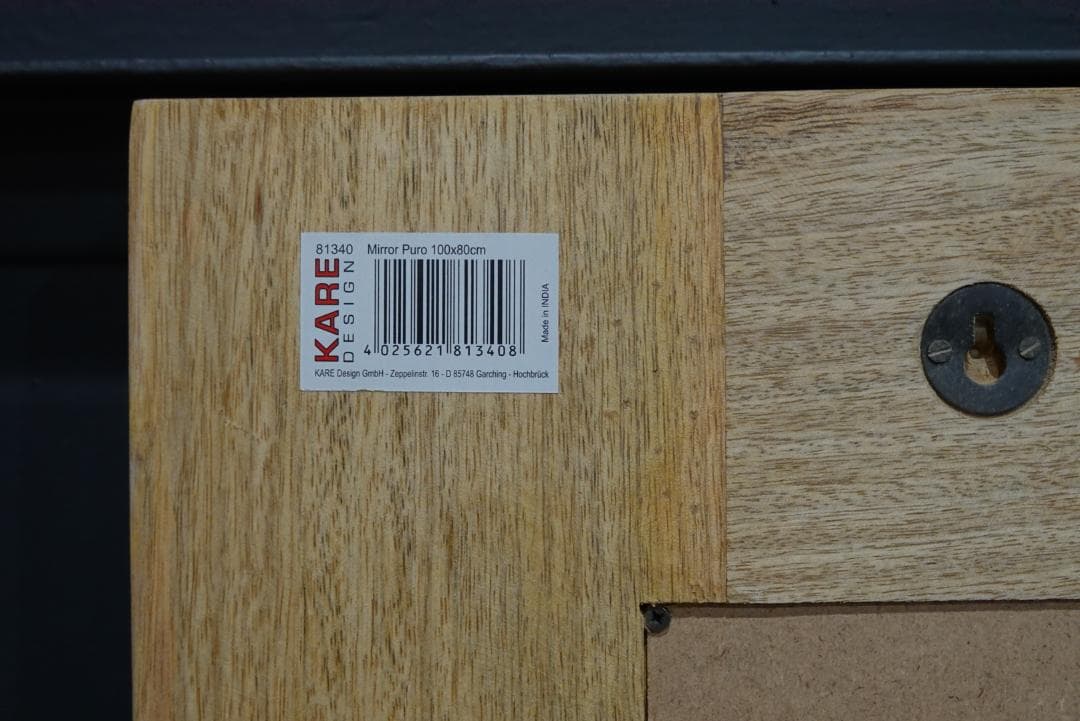 81340 Mirror Puro 100x80cm
KARE
DESIGN
4 025621 813408
Made in INDIA
KARE Design GmbH - Zeppelinstr. 16 - D 85748 Garching - Hochbrück